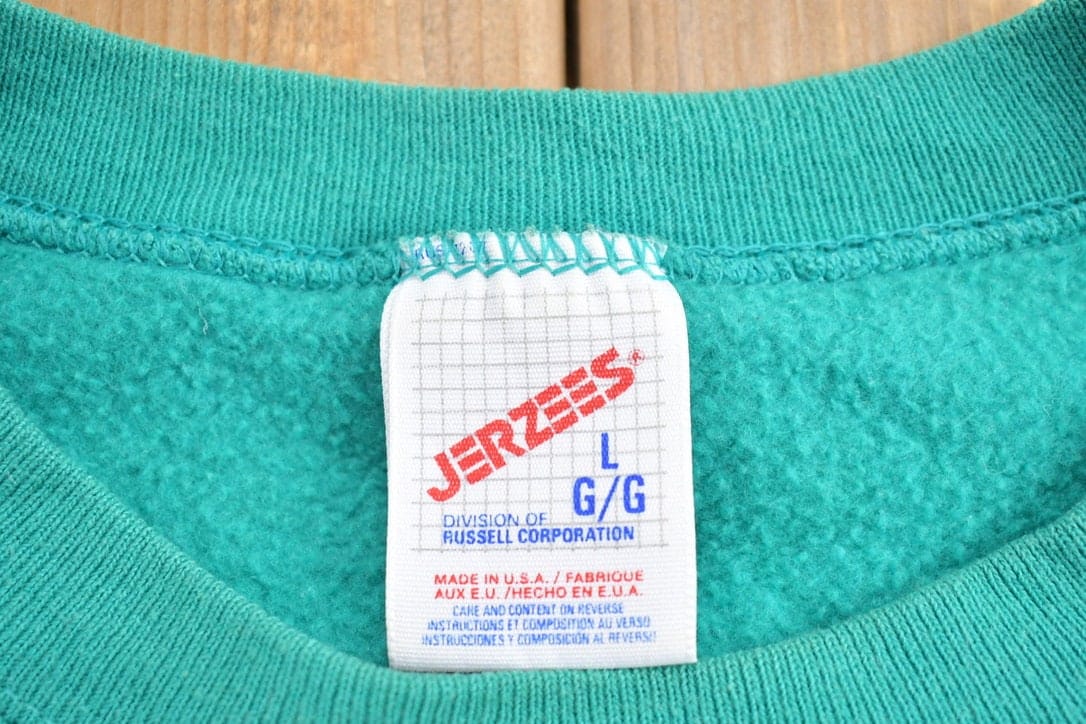 JERZEES®
L
G/G
DIVISION OF
RUSSELL CORPORATION
MADE IN U.S.A. / FABRIQUE
AUX E.U. /HECHO EN E.U.A.
CARE AND CONTENT ON REVERSE
INSTRUCTIONS ET COMPOSITION AU VERSO
INSTRUCCIONES Y COMPOSICIÓN AL REVERSO